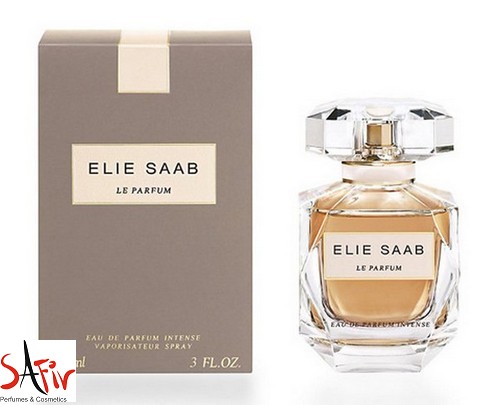 ELIE SAAB
LE PARFUM
EAU DE PARFUM INTENSE
VAPORISATEUR SPRAY
ml 3 FL.OZ.
ELIE SAAB
LE PARFUM
EAU DE PARFUM INTENSE
SAFIR
Perfumes & Cosmetics